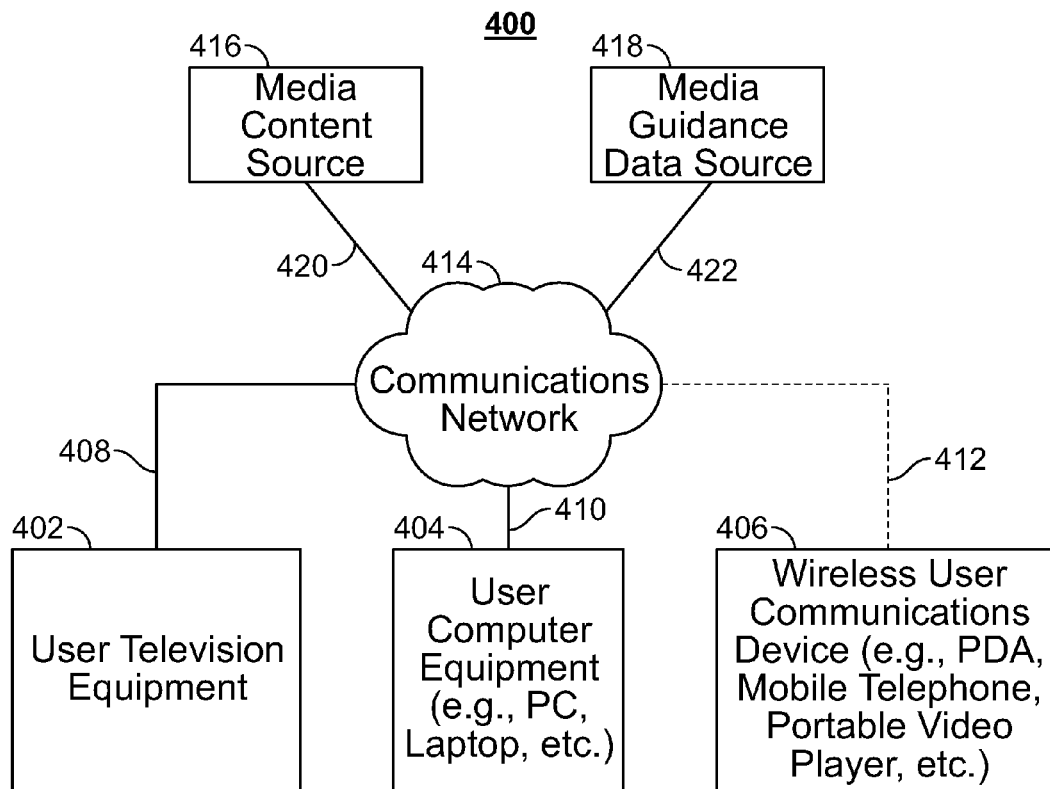 400
416
Media
Content
Source
418
Media
Guidance
Data Source
420
414
422
Communications
Network
408
410
412
402
User Television
Equipment
404
User
Computer
Equipment
(e.g., PC,
Laptop, etc.)
406
Wireless User
Communications
Device (e.g., PDA,
Mobile Telephone,
Portable Video
Player, etc.)